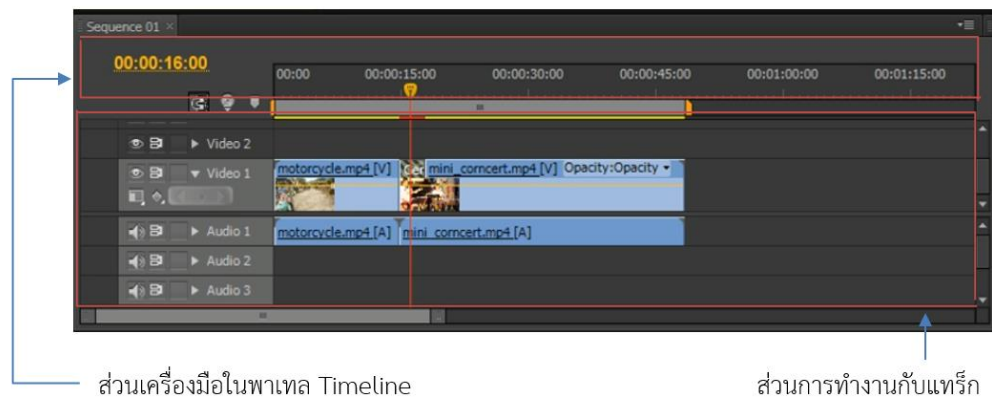 Sequence 01
00:00:16:00
00:00 00:00:15:00 00:00:30:00 00:00:45:00 00:01:00:00 00:01:15:00
Video 2
Video 1 motorcycle.mp4 [V] mini_corncert.mp4 [V] Opacity:Opacity
Audio 1 motorcycle.mp4 [A] mini_corncert.mp4 [A]
Audio 2
Audio 3
ส่วนเครื่องมือในพาเทล Timeline ส่วนการทำงานกับแทร็ก